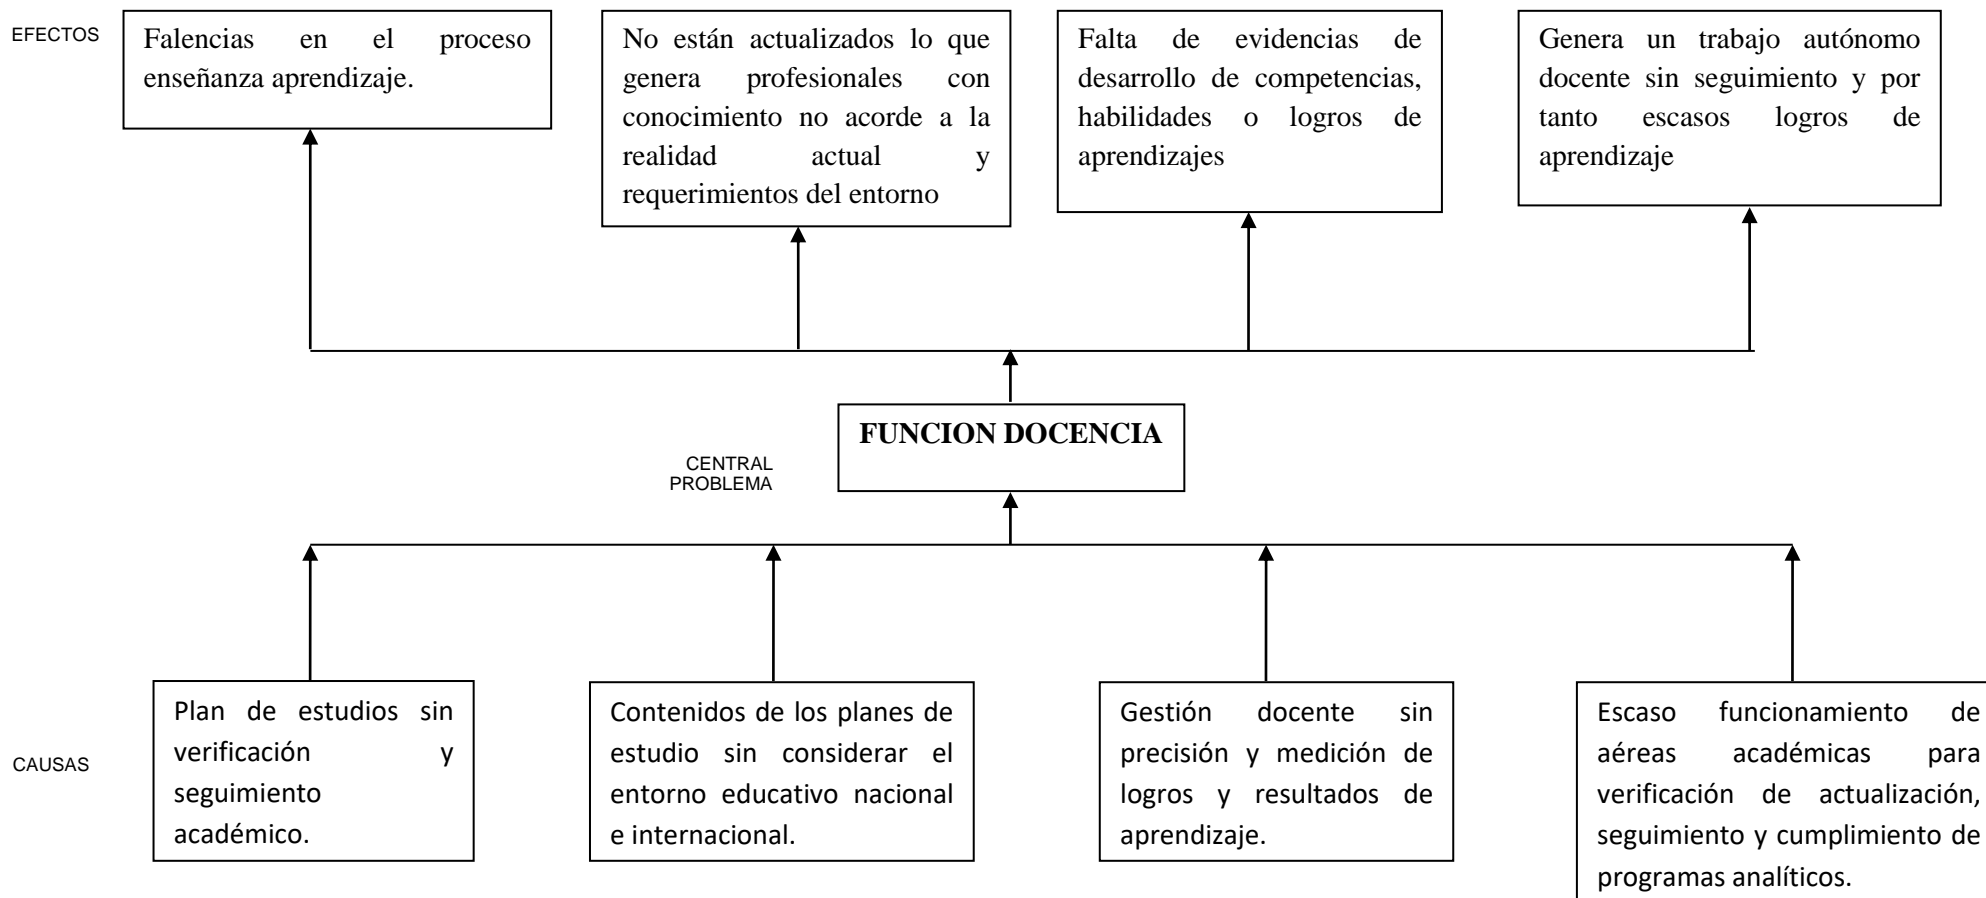 EFECTOS
Falencias en el proceso
enseñanza aprendizaje.
No están actualizados lo que
genera profesionales con
conocimiento no acorde a la
realidad actual y
requerimientos del entorno
Falta de evidencias de
desarrollo de competencias,
habilidades o logros de
aprendizajes
Genera un trabajo autónomo
docente sin seguimiento y por
tanto escasos logros de
aprendizaje
FUNCION DOCENCIA
CENTRAL
PROBLEMA
CAUSAS
Plan de estudios sin
verificación y
seguimiento
académico.
Contenidos de los planes de
estudio sin considerar el
entorno educativo nacional
e internacional.
Gestión docente sin
precisión y medición de
logros y resultados de
aprendizaje.
Escaso funcionamiento de
aéreas académicas para
verificación de actualización,
seguimiento y cumplimiento de
programas analíticos.